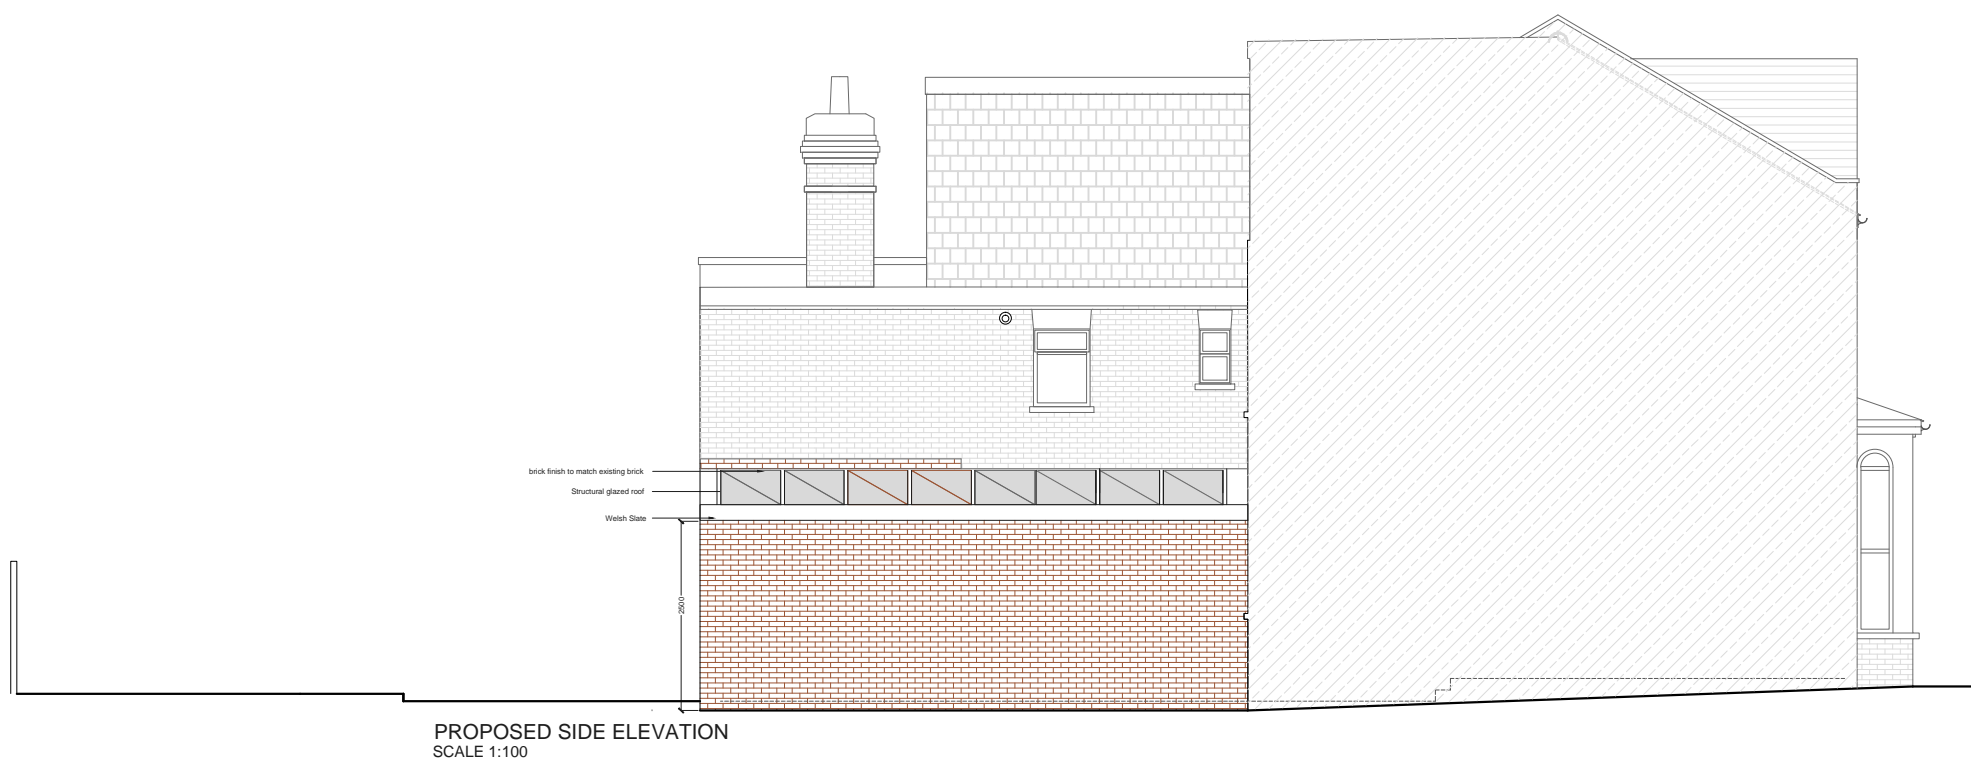 brick finish to match existing brick
Structural glazed roof
Welsh Slate
2500
PROPOSED SIDE ELEVATION
SCALE 1:100